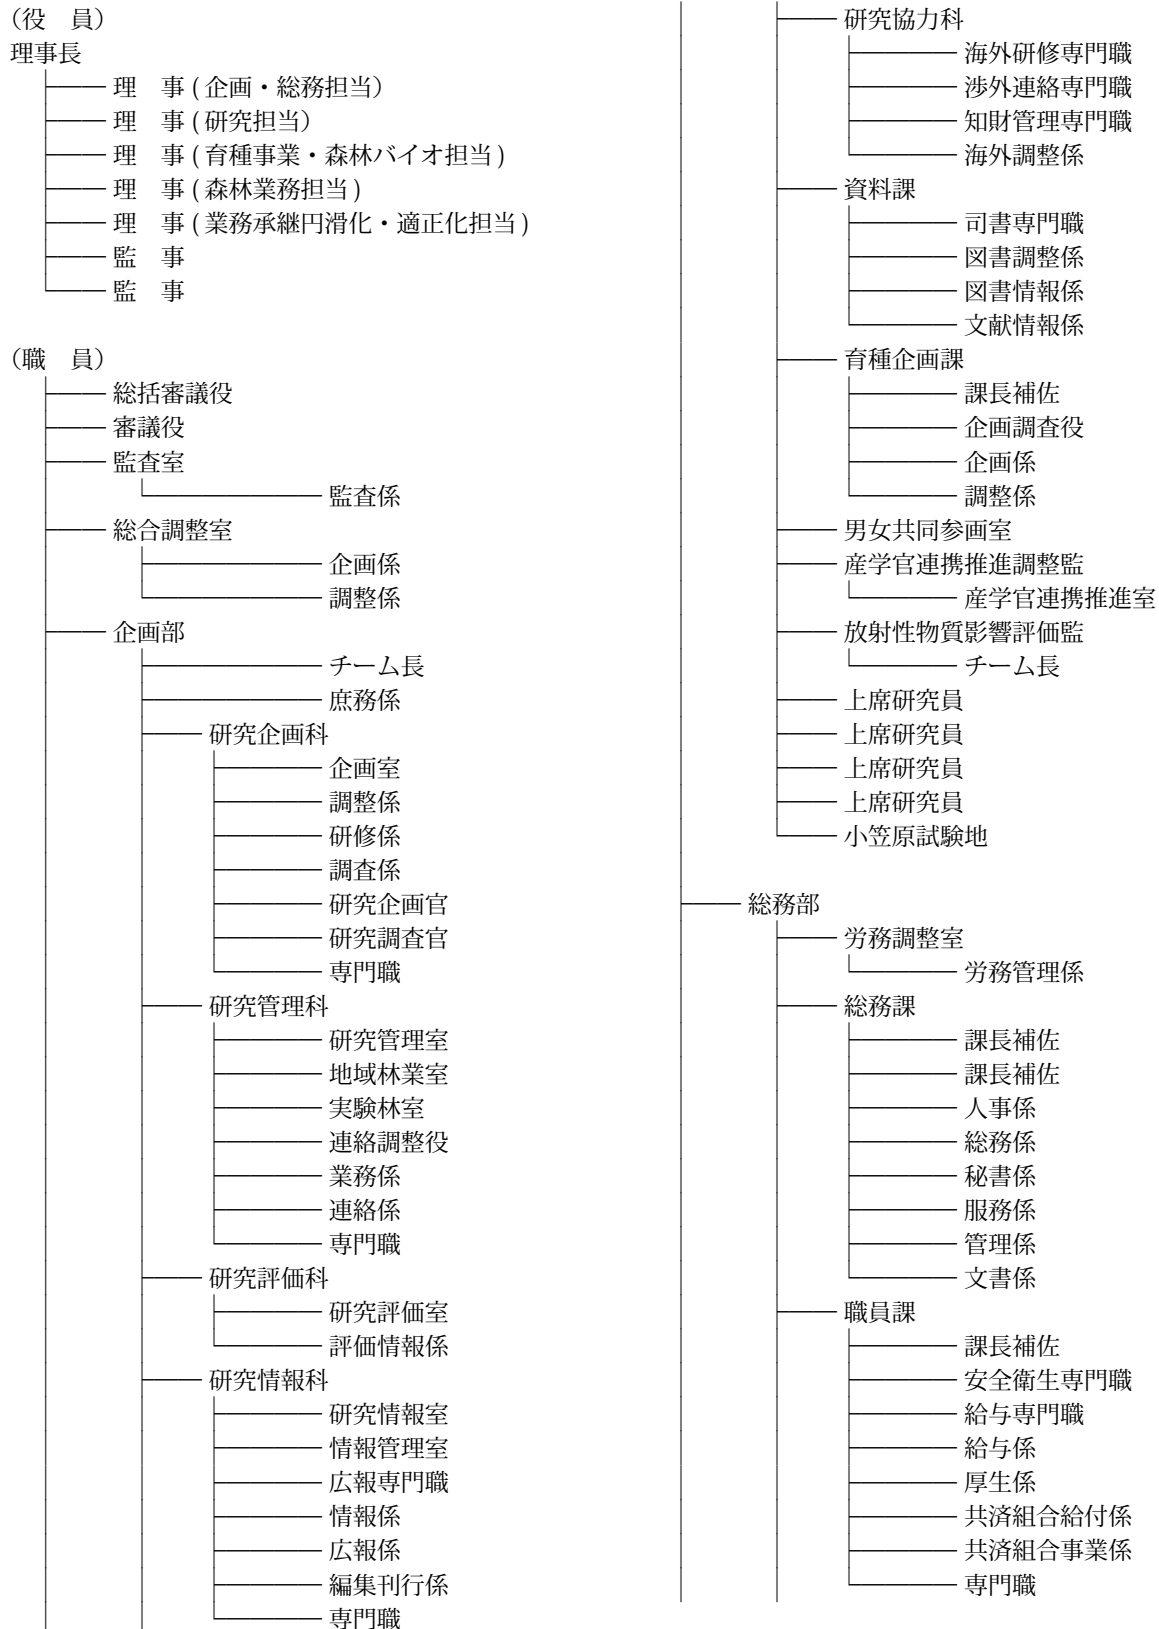 （役　員）
理事長
理　事(企画・総務担当）
理　事(研究担当）
理　事(育種事業・森林バイオ担当)
理　事(森林業務担当)
理　事(業務承継円滑化・適正化担当)
監　事
監　事
（職　員）
総括審議役
審議役
監査室
監査係
総合調整室
企画係
調整係
企画部
チーム長
庶務係
研究企画科
企画室
調整係
研修係
調査係
研究企画官
研究調査官
専門職
研究管理科
研究管理室
地域林業室
実験林室
連絡調整役
業務係
連絡係
専門職
研究評価科
研究評価室
評価情報係
研究情報科
研究情報室
情報管理室
広報専門職
情報係
広報係
編集刊行係
専門職
研究協力科
海外研修専門職
渉外連絡専門職
知財管理専門職
海外調整係
資料課
司書専門職
図書調整係
図書情報係
文献情報係
育種企画課
課長補佐
企画調査役
企画係
調整係
男女共同参画室
産学官連携推進調整監
産学官連携推進室
放射性物質影響評価監
チーム長
上席研究員
上席研究員
上席研究員
上席研究員
小笠原試験地
総務部
労務調整室
労務管理係
総務課
課長補佐
課長補佐
人事係
総務係
秘書係
服務係
管理係
文書係
職員課
課長補佐
安全衛生専門職
給与専門職
給与係
厚生係
共済組合給付係
共済組合事業係
専門職